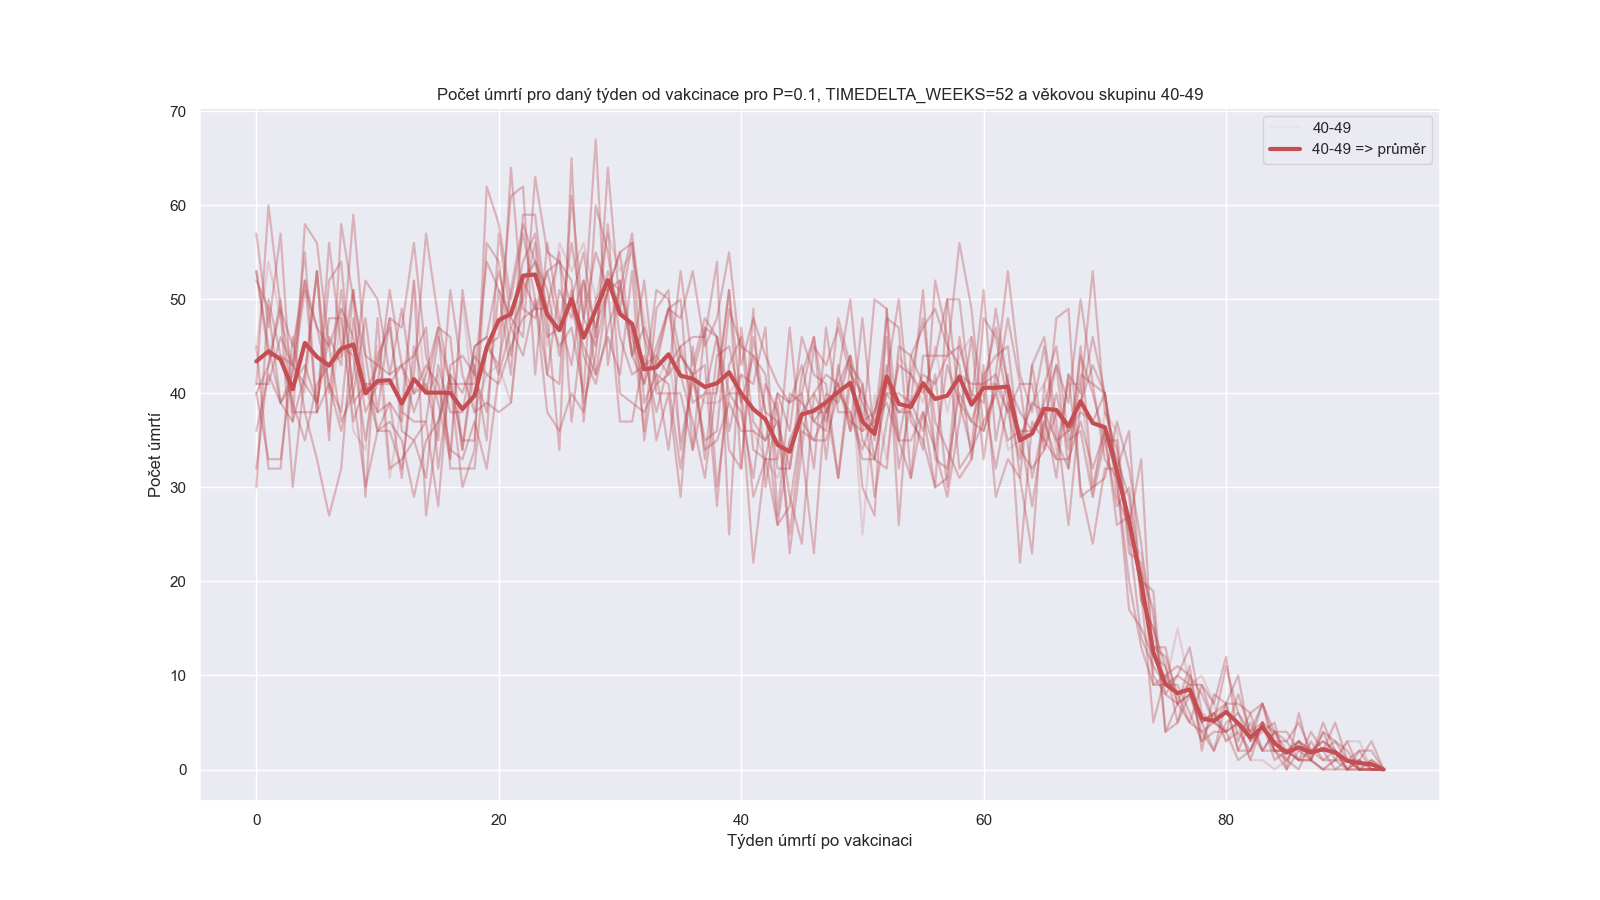 Počet úmrtí pro daný týden od vakcinace pro P=0.1, TIMEDELTA_WEEKS=52 a věkovou skupinu 40-49
40-49
40-49 => průměr
Počet úmrtí
70
60
50
40
30
20
10
0
0 20 40 60 80
Týden úmrtí po vakcinaci